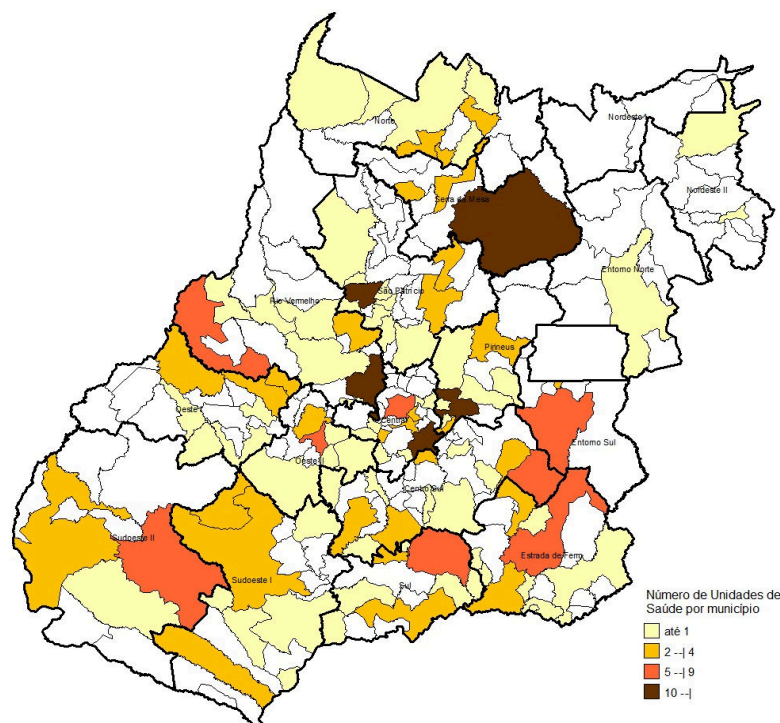 Norte
Nordeste I
Nordeste II
Serra da Mesa
Entorno Norte
São Patrício
Rio Vermelho
Pirineus
Oeste I
Central
Entorno Sul
Oeste II
Centro Sul
Sudoeste II
Sudoeste I
Estrada de Ferro
Sul
Número de Unidades de
Saúde por município
até 1
2 --| 4
5 --| 9
10 --|